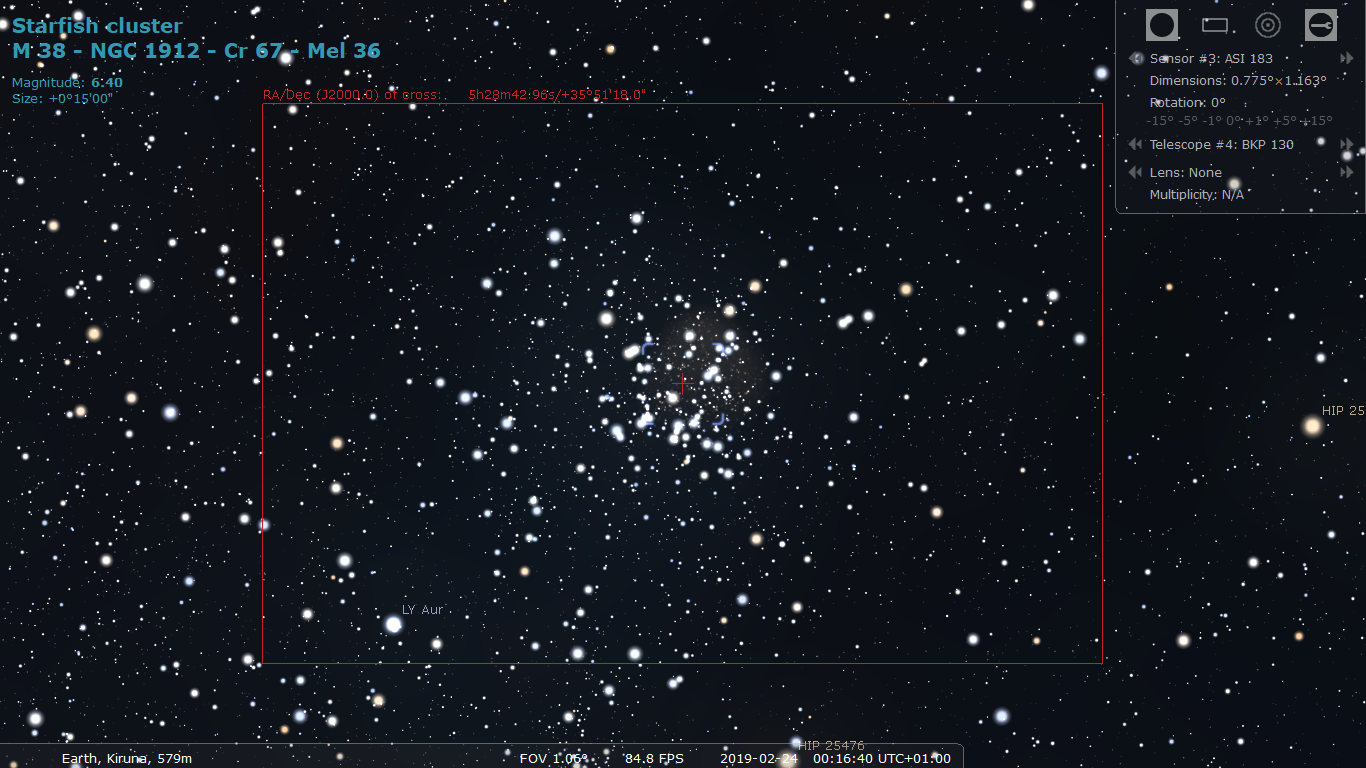 Starfish cluster
M 38 - NGC 1912 - Cr 67 - Mel 36
Magnitude: 6.40
Size: +0°15'00"
RA/Dec (J2000.0) of cross: 5h28m42.96s/+35°51'18.0"
Sensor #3: ASI 183
Dimensions: 0.775°×1.163°
Rotation: 0°
-15° -5° -1° 0° +1° +5° +15°
Telescope #4: BKP 130
Lens: None
Multiplicity: N/A
HIP 25
LY Aur
HIP 25476
Earth, Kiruna, 579m FOV 1.06° 84.8 FPS 2019-02-24 00:16:40 UTC+01:00